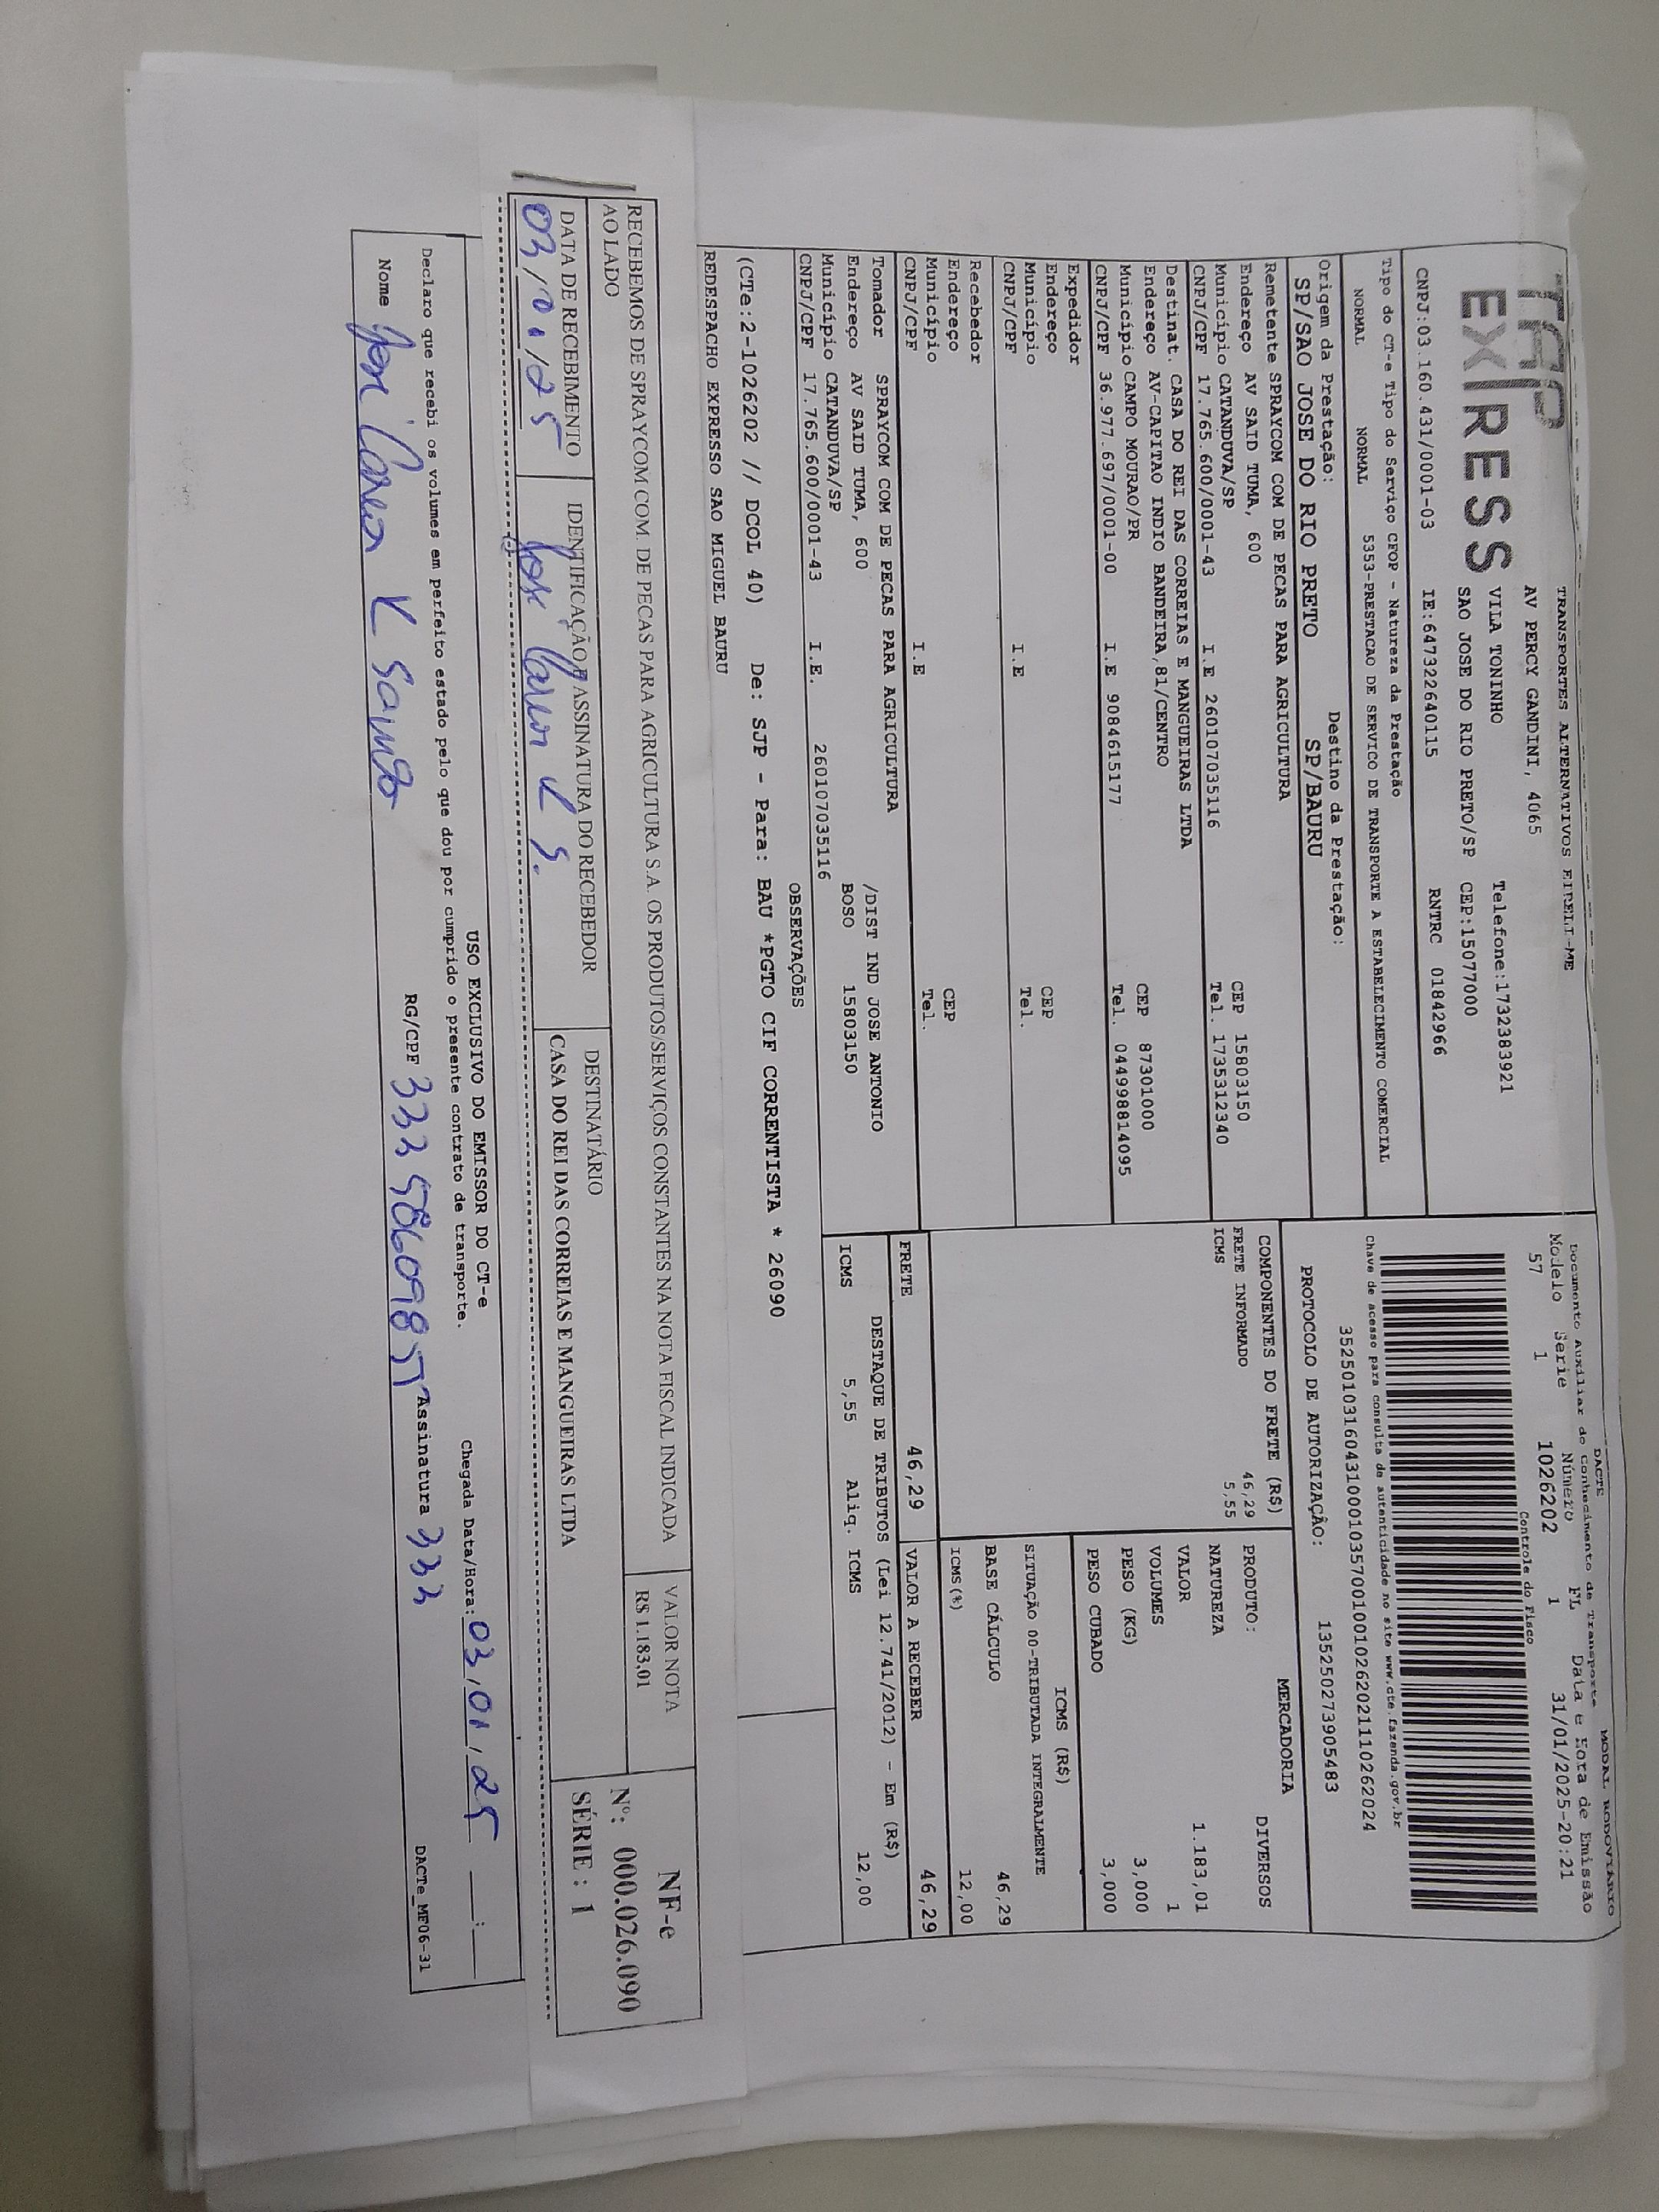 TRANSPORTES ALTERNATIVOS EIRELI-ME
TAP EXPRESS
AV PERCY GANDINI, 4065
VILA TONINHO Telefone:1732383921
SAO JOSE DO RIO PRETO/SP CEP:15077000
CNPJ:03.160.431/0001-03 IE:647322640115 RNTRC 01842966
Tipo do CT-e Tipo do Serviço CFOP - Natureza da Prestação
NORMAL NORMAL 5353-PRESTACAO DE SERVICO DE TRANSPORTE A ESTABELECIMENTO COMERCIAL
Origem da Prestação: Destino da Prestação:
SP/SAO JOSE DO RIO PRETO SP/BAURU
DACTE MODAL RODOVIARIO
Documento Auxiliar do Conhecimento de Transporte
Modelo Serie Número FL Data e Hora de Emissão
57 1 1026202 1 31/01/2025-20:21
Controle do Fisco
Chave de acesso para consulta de autenticidade no site www.cte.fazenda.gov.br
35250103160431000103570010010262021110262024
PROTOCOLO DE AUTORIZAÇÃO: 135250273905483
Remetente SPRAYCOM COM DE PECAS PARA AGRICULTURA
Endereço AV SAID TUMA, 600 CEP 15803150
Município CATANDUVA/SP Tel. 1735312340
CNPJ/CPF 17.765.600/0001-43 I.E 260107035116
Destinat. CASA DO REI DAS CORREIAS E MANGUEIRAS LTDA
Endereço AV-CAPITAO INDIO BANDEIRA,81/CENTRO CEP 87301000
Município CAMPO MOURAO/PR Tel. 044998814095
CNPJ/CPF 36.977.697/0001-00 I.E 9084615177
Expedidor
Endereço CEP
Município Tel.
CNPJ/CPF I.E
Recebedor
Endereço CEP
Município Tel.
CNPJ/CPF I.E
Tomador SPRAYCOM COM DE PECAS PARA AGRICULTURA /DIST IND JOSE ANTONIO
Endereço AV SAID TUMA, 600 BOSO 15803150
Município CATANDUVA/SP
CNPJ/CPF 17.765.600/0001-43 I.E. 260107035116
COMPONENTES DO FRETE (R$)
FRETE INFORMADO 46,29
ICMS 5,55
MERCADORIA
PRODUTO: DIVERSOS
NATUREZA
VALOR 1.183,01
VOLUMES 1
PESO (KG) 3,000
PESO CUBADO 3,000
ICMS (R$)
SITUAÇÃO 00-TRIBUTADA INTEGRALMENTE
BASE CÁLCULO 46,29
ICMS(%) 12,00
FRETE 46,29 VALOR A RECEBER 46,29
DESTAQUE DE TRIBUTOS (Lei 12.741/2012) - Em (R$)
ICMS 5,55 Aliq. ICMS 12,00
OBSERVAÇÕES
(CTe:2-1026202 // DCOL 40) De: SJP - Para: BAU *PGTO CIF CORRENTISTA * 26090
REDESPACHO EXPRESSO SAO MIGUEL BAURU
RECEBEMOS DE SPRAYCOM COM. DE PECAS PARA AGRICULTURA S.A. OS PRODUTOS/SERVIÇOS CONSTANTES NA NOTA FISCAL INDICADA
AO LADO
VALOR NOTA
R$ 1.183,01
NF-e
Nº: 000.026.090
SÉRIE : 1
DATA DE RECEBIMENTO IDENTIFICAÇÃO E ASSINATURA DO RECEBEDOR DESTINATÁRIO
03/01/25 CASA DO REI DAS CORREIAS E MANGUEIRAS LTDA
USO EXCLUSIVO DO EMISSOR DO CT-e
Declaro que recebi os volumes em perfeito estado pelo que dou por cumprido o presente contrato de transporte.
Chegada Data/Hora: 03/01/25 __:__
Nome RG/CPF Assinatura 333
DACTe_MF06-31